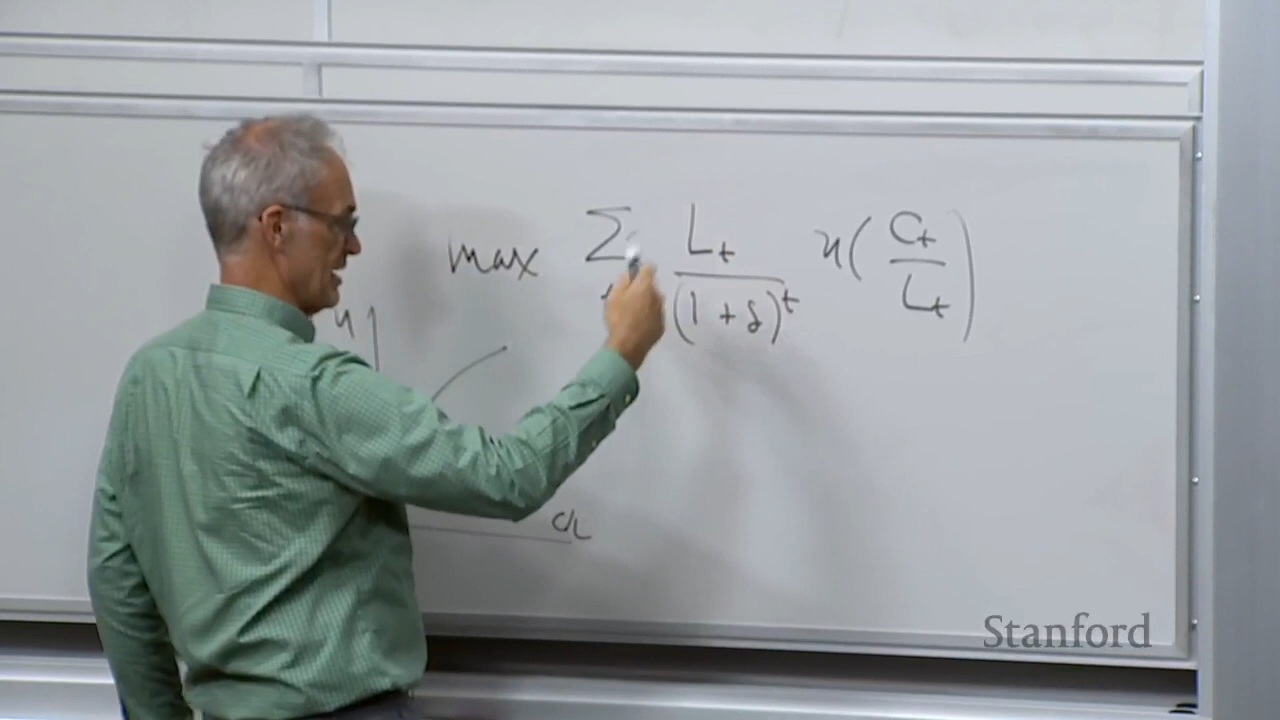 max Σ L_t / (1 + δ)^t u( C_t / L_t )
u
c/L
Stanford